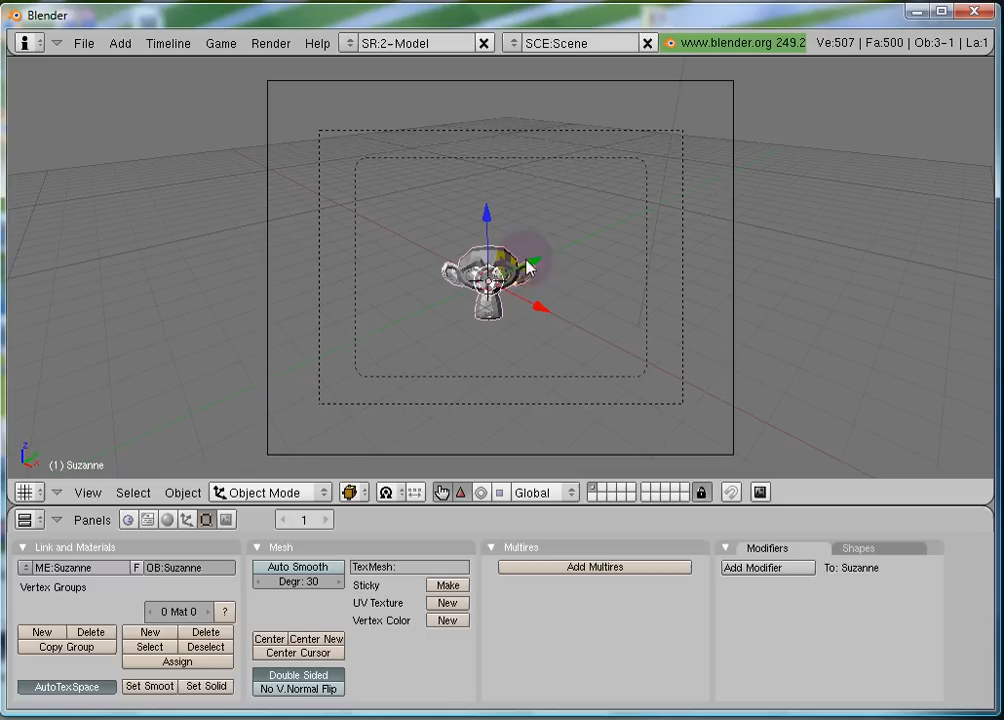 Blender
File Add Timeline Game Render Help SR:2-Model SCE:Scene www.blender.org 249.2 Ve:507 | Fa:500 | Ob:3-1 | La:1
(1) Suzanne
View Select Object Object Mode Global
Panels 1
Link and Materials
ME:Suzanne F OB:Suzanne
Vertex Groups
0 Mat 0 ?
New Delete New Delete
Copy Group Select Deselect
Assign
AutoTexSpace Set Smoot Set Solid
Mesh
Auto Smooth TexMesh:
Degr: 30 Sticky Make
UV Texture New
Vertex Color New
Center Center New
Center Cursor
Double Sided
No V.Normal Flip
Multires
Add Multires
Modifiers Shapes
Add Modifier To: Suzanne